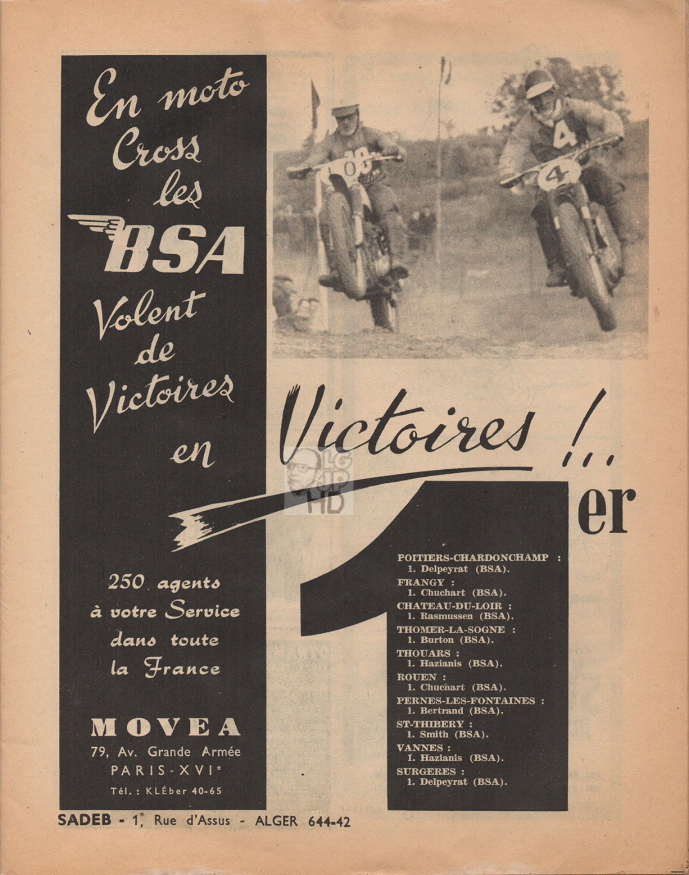 En moto
Cross
les
BSA
Volent
de
Victoires
en
Victoires !..
1er
250 agents
à votre Service
dans toute
la France
MOVEA
79, Av. Grande Armée
PARIS-XVIe
Tél. : KLÉber 40-65
POITIERS-CHARDONCHAMP :
1. Delpeyrat (BSA).
FRANGY :
1. Chuchart (BSA).
CHATEAU-DU-LOIR :
1. Rasmussen (BSA).
THOMER-LA-SOGNE :
1. Burton (BSA).
THOUARS :
1. Hazianis (BSA).
ROUEN :
1. Chuchart (BSA).
PERNES-LES-FONTAINES :
1. Bertrand (BSA).
ST-THIBERY :
1. Smith (BSA).
VANNES :
1. Hazianis (BSA).
SURGERES :
1. Delpeyrat (BSA).
SADEB - 1, Rue d'Assus - ALGER 644-42
4
4
HD